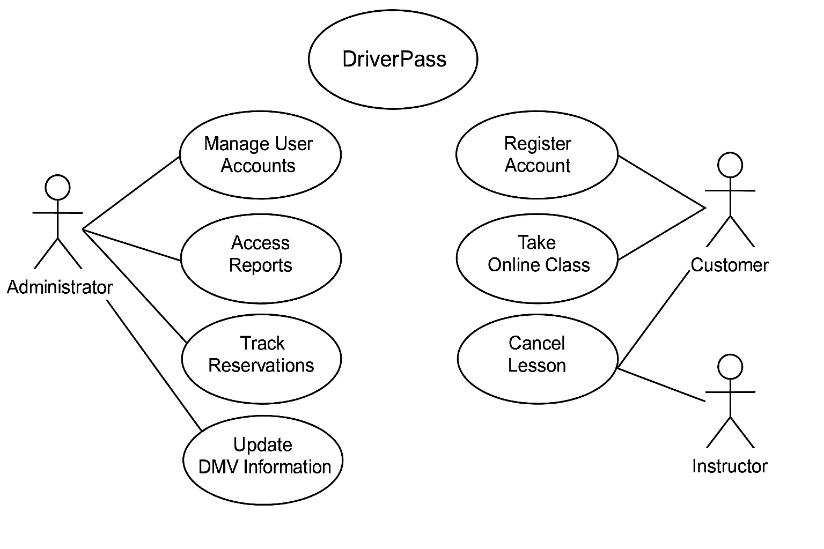 DriverPass
Manage User
Accounts
Register
Account
Access
Reports
Take
Online Class
Administrator
Customer
Track
Reservations
Cancel
Lesson
Update
DMV Information
Instructor